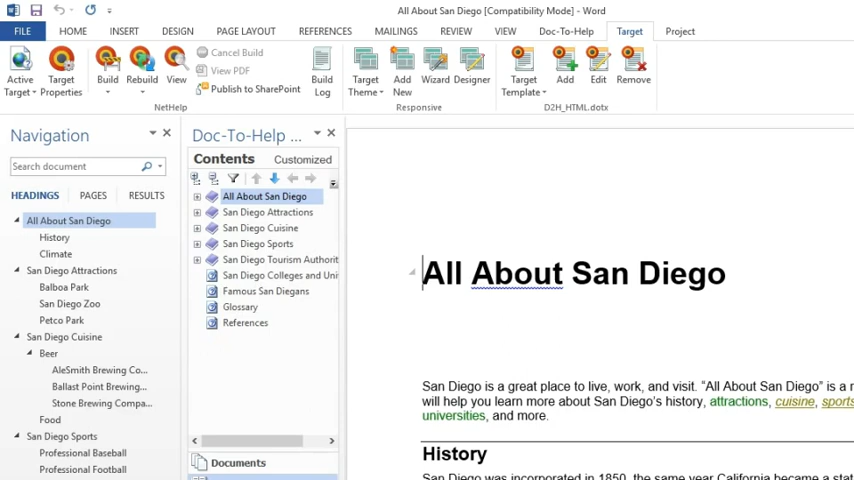 All About San Diego [Compatibility Mode] - Word
FILE HOME INSERT DESIGN PAGE LAYOUT REFERENCES MAILINGS REVIEW VIEW Doc-To-Help Target Project
Active Target
Target Properties
Build
Rebuild
View
Cancel Build
View PDF
Publish to SharePoint
Build Log
NetHelp
Target Theme
Add New
Wizard
Designer
Responsive
Target Template
Add
Edit
Remove
D2H_HTML.dotx
Navigation
Search document
HEADINGS PAGES RESULTS
All About San Diego
History
Climate
San Diego Attractions
Balboa Park
San Diego Zoo
Petco Park
San Diego Cuisine
Beer
AleSmith Brewing Co...
Ballast Point Brewing...
Stone Brewing Compa...
Food
San Diego Sports
Professional Baseball
Professional Football
Doc-To-Help ...
Contents Customized
All About San Diego
San Diego Attractions
San Diego Cuisine
San Diego Sports
San Diego Tourism Authorit
San Diego Colleges and Uni
Famous San Diegans
Glossary
References
Documents
All About San Diego
San Diego is a great place to live, work, and visit. “All About San Diego” is a
will help you learn more about San Diego’s history, attractions, cuisine, sports
universities, and more.
History
San Diego was incorporated in 1850, the same year California became a stat